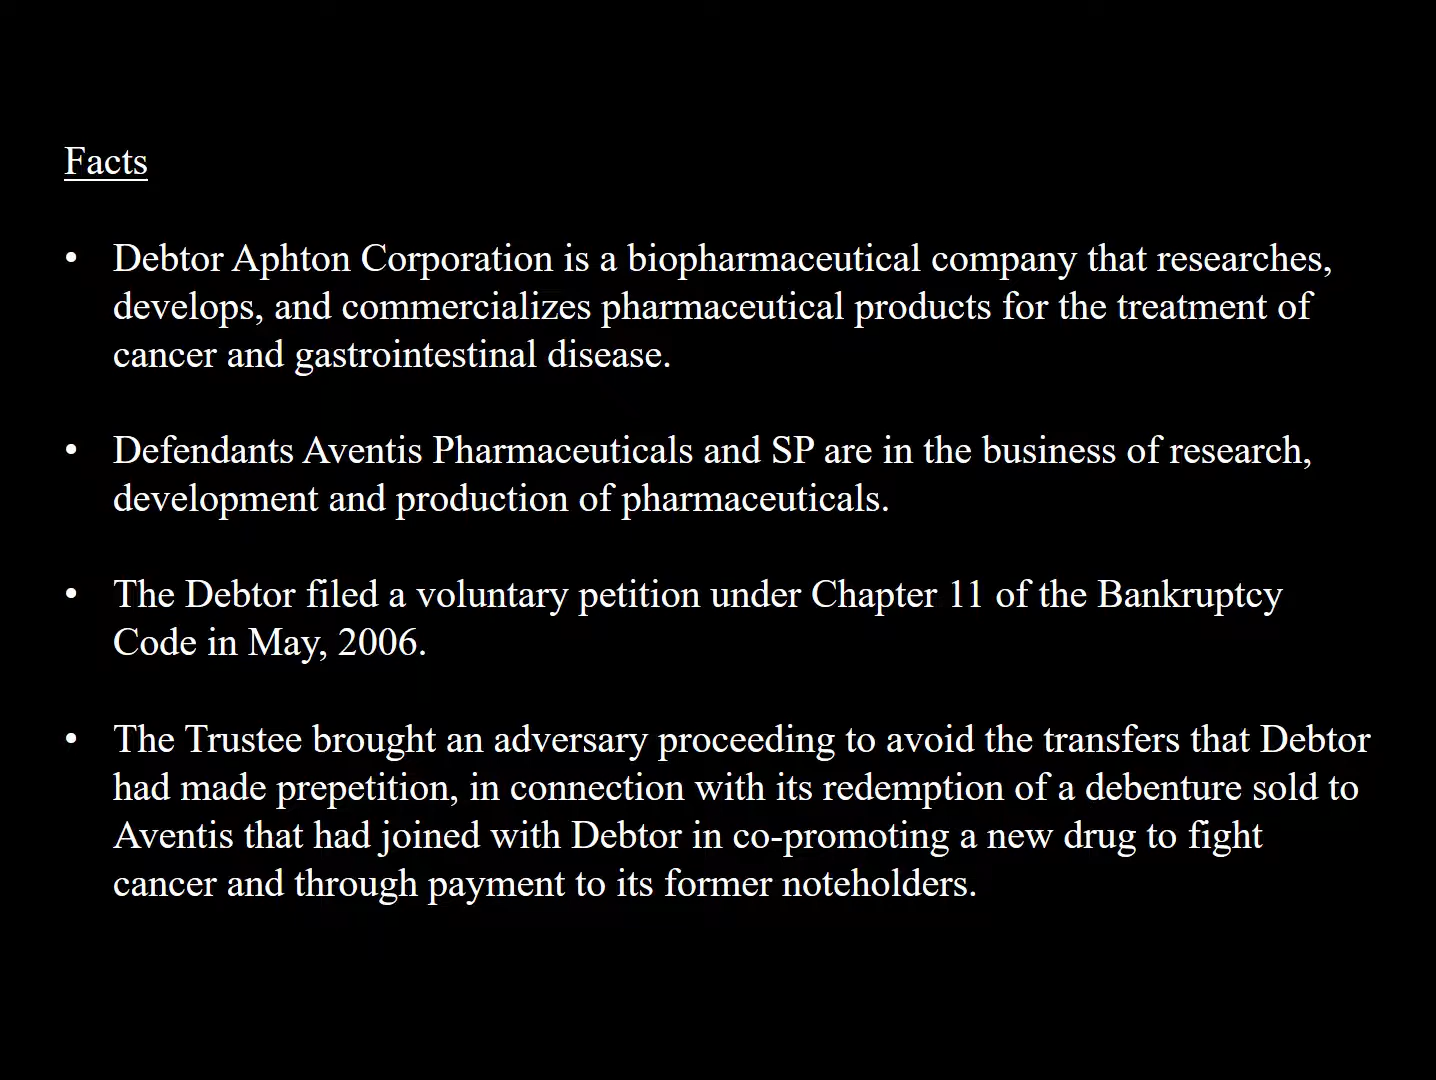 Facts
• Debtor Aphton Corporation is a biopharmaceutical company that researches,
develops, and commercializes pharmaceutical products for the treatment of
cancer and gastrointestinal disease.
• Defendants Aventis Pharmaceuticals and SP are in the business of research,
development and production of pharmaceuticals.
• The Debtor filed a voluntary petition under Chapter 11 of the Bankruptcy
Code in May, 2006.
• The Trustee brought an adversary proceeding to avoid the transfers that Debtor
had made prepetition, in connection with its redemption of a debenture sold to
Aventis that had joined with Debtor in co-promoting a new drug to fight
cancer and through payment to its former noteholders.